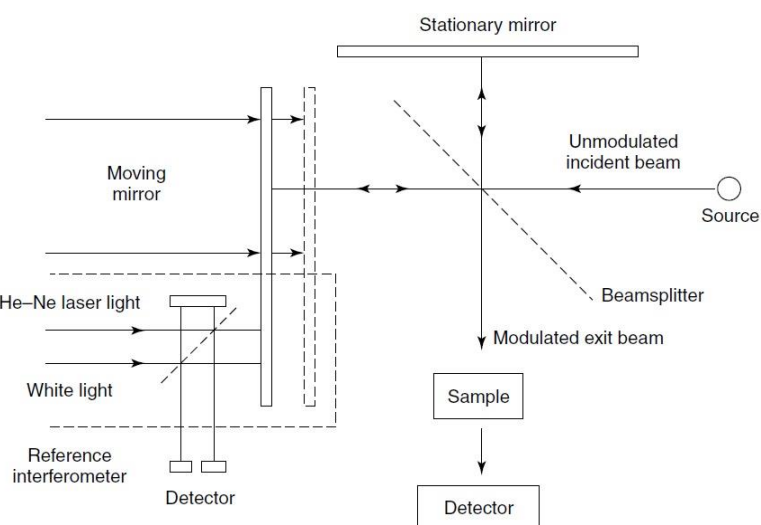 Stationary mirror
Unmodulated
incident beam
Moving
mirror
Source
Beamsplitter
He–Ne laser light
Modulated exit beam
White light
Sample
Reference
interferometer
Detector
Detector